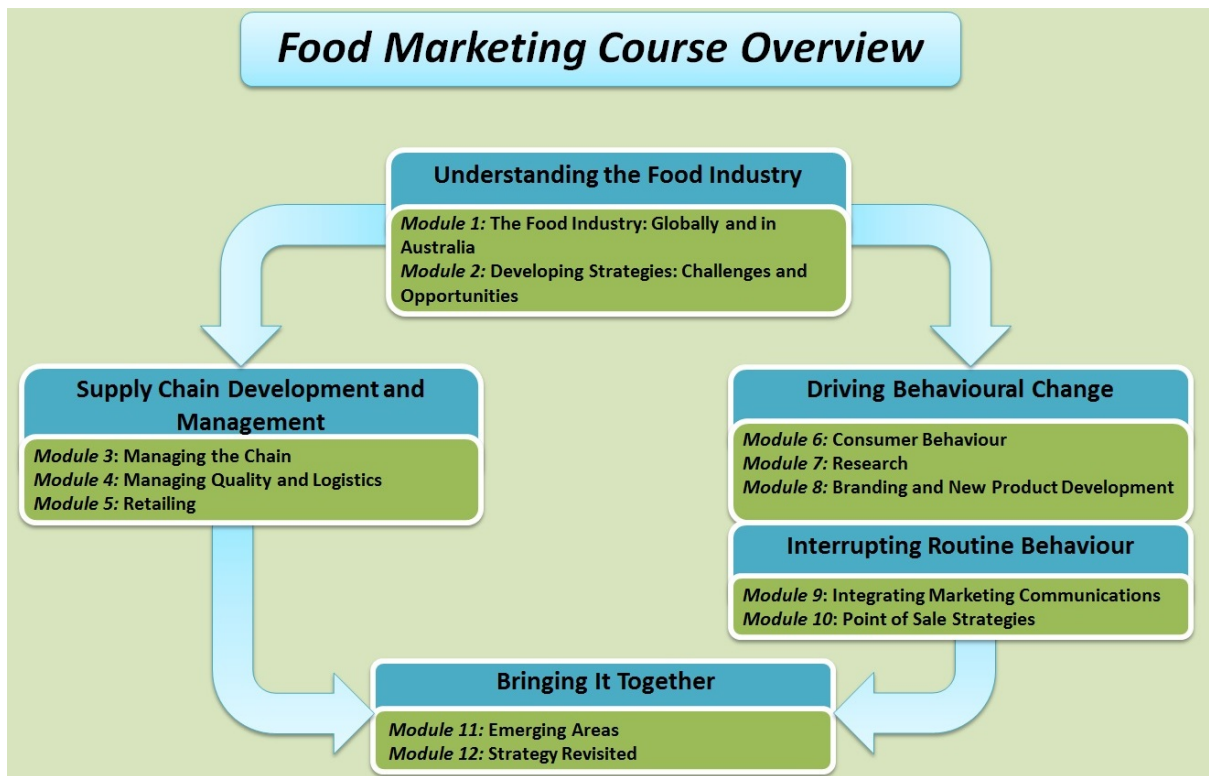 Food Marketing Course Overview
Understanding the Food Industry
Module 1: The Food Industry: Globally and in
Australia
Module 2: Developing Strategies: Challenges and
Opportunities
Supply Chain Development and
Management
Module 3: Managing the Chain
Module 4: Managing Quality and Logistics
Module 5: Retailing
Driving Behavioural Change
Module 6: Consumer Behaviour
Module 7: Research
Module 8: Branding and New Product Development
Interrupting Routine Behaviour
Module 9: Integrating Marketing Communications
Module 10: Point of Sale Strategies
Bringing It Together
Module 11: Emerging Areas
Module 12: Strategy Revisited